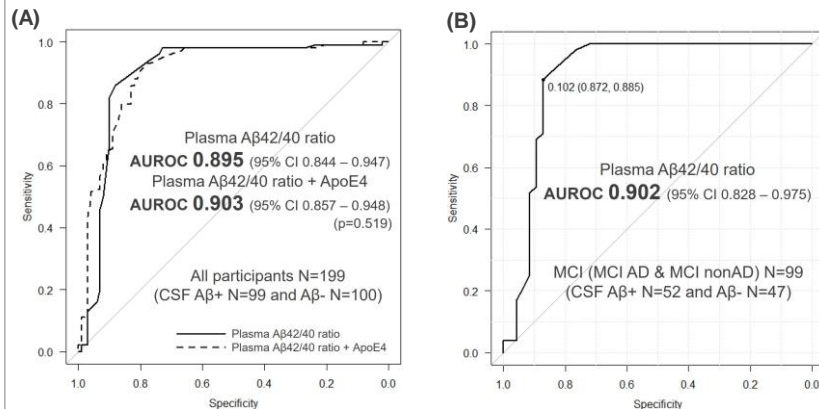 (A)
1.0
0.8
0.6
0.4
0.2
0.0
Sensitivity
Plasma Aβ42/40 ratio
AUROC 0.895 (95% CI 0.844 – 0.947)
Plasma Aβ42/40 ratio + ApoE4
AUROC 0.903 (95% CI 0.857 – 0.948)
(p=0.519)
All participants N=199
(CSF Aβ+ N=99 and Aβ- N=100)
Plasma Aβ42/40 ratio
Plasma Aβ42/40 ratio + ApoE4
1.0 0.8 0.6 0.4 0.2 0.0
Specificity
(B)
1.0
0.8
0.6
0.4
0.2
0.0
Sensitivity
0.102 (0.872, 0.885)
Plasma Aβ42/40 ratio
AUROC 0.902 (95% CI 0.828 – 0.975)
MCI (MCI AD & MCI nonAD) N=99
(CSF Aβ+ N=52 and Aβ- N=47)
1.0 0.8 0.6 0.4 0.2 0.0
Specificity